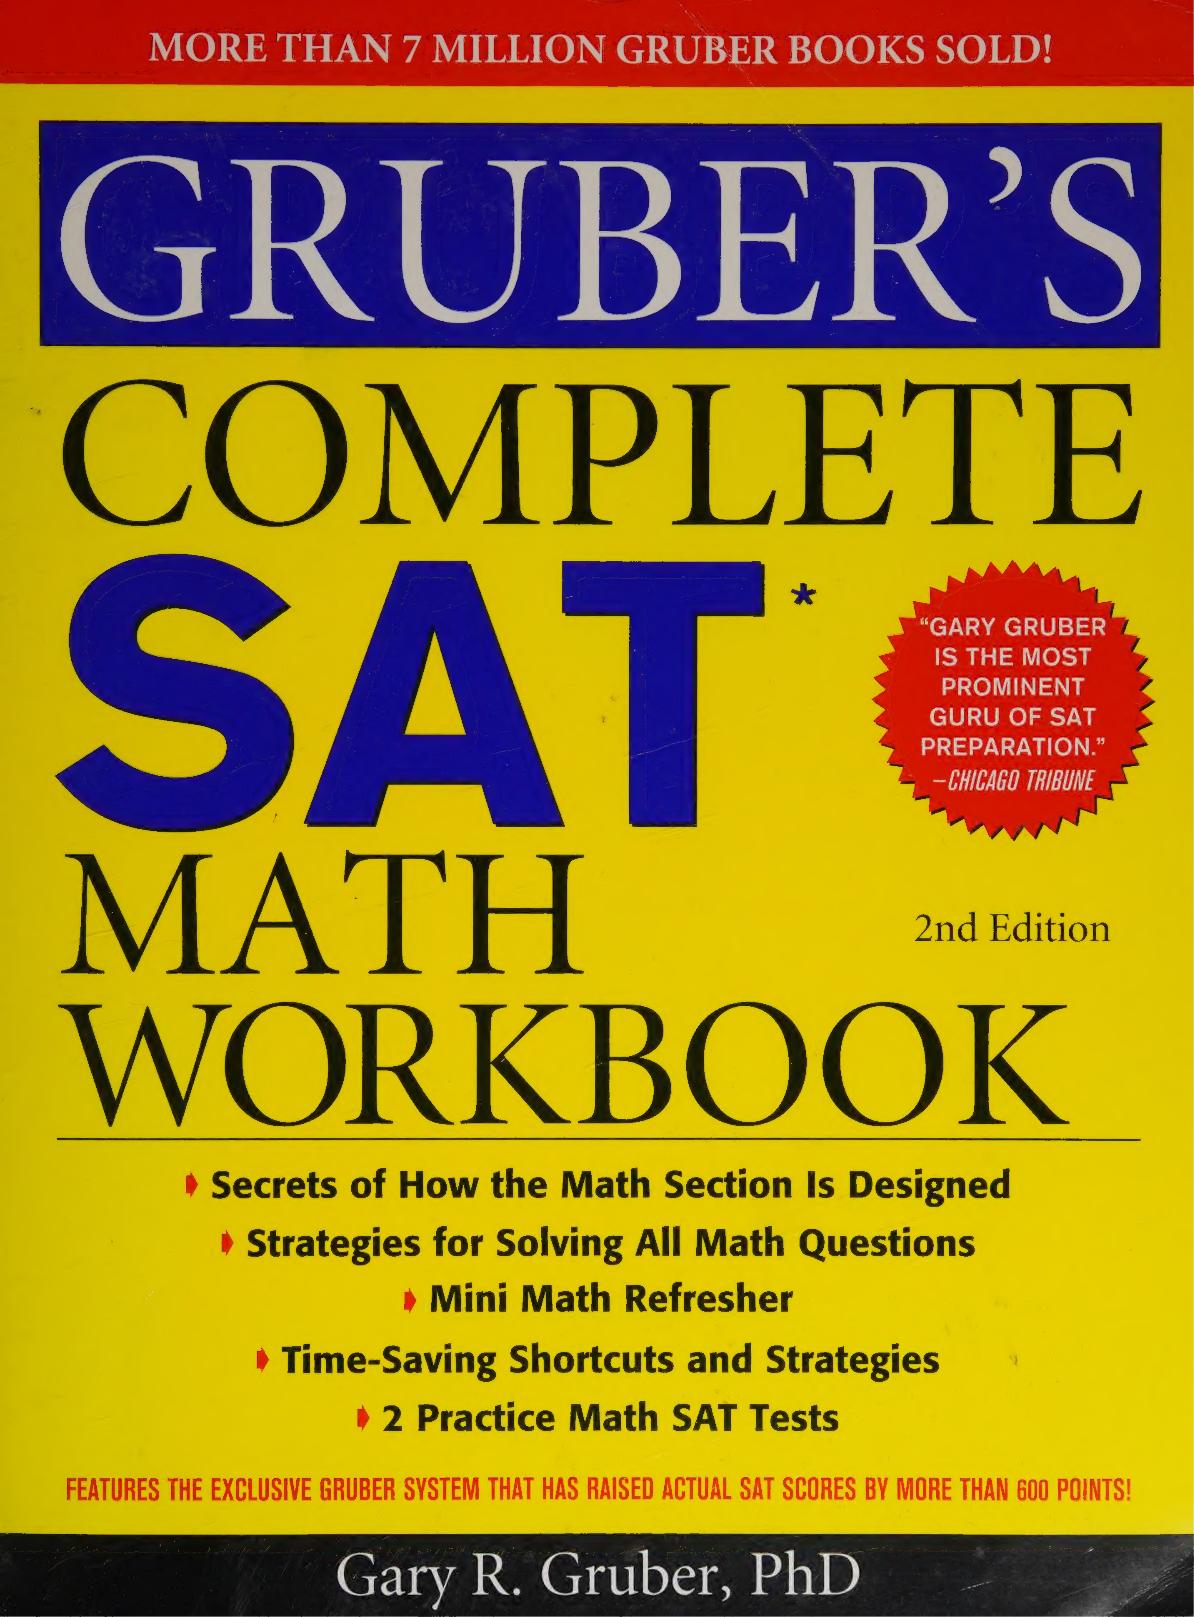 MORE THAN 7 MILLION GRUBER BOOKS SOLD!
GRUBER'S
COMPLETE
SAT*
"GARY GRUBER
IS THE MOST
PROMINENT
GURU OF SAT
PREPARATION."
–CHICAGO TRIBUNE
MATH
2nd Edition
WORKBOOK
Secrets of How the Math Section Is Designed
Strategies for Solving All Math Questions
Mini Math Refresher
Time-Saving Shortcuts and Strategies
2 Practice Math SAT Tests
FEATURES THE EXCLUSIVE GRUBER SYSTEM THAT HAS RAISED ACTUAL SAT SCORES BY MORE THAN 600 POINTS!
Gary R. Gruber, PhD